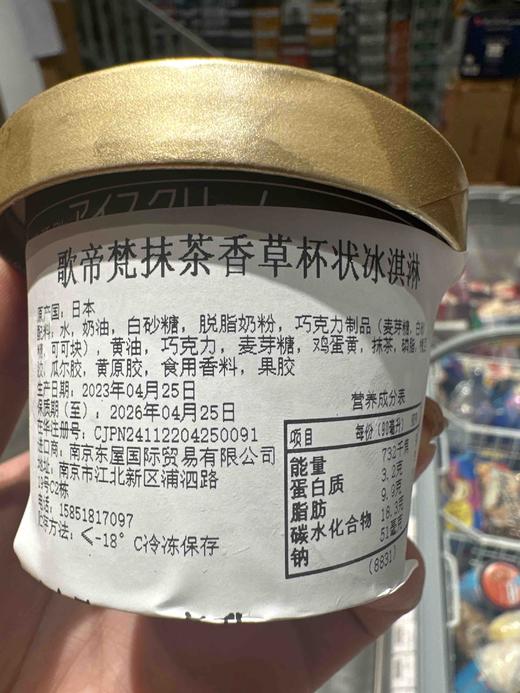 アイスクリーム
歌帝梵抹茶香草杯状冰淇淋
原产国：日本
配料：水，奶油，白砂糖，脱脂奶粉，巧克力制品（麦芽糖，白砂
糖，可可块），黄油，巧克力，麦芽糖，鸡蛋黄，抹茶，磷脂，
瓜尔胶，黄原胶，食用香料，果胶
生产日期：2023年04月25日
保质期（至）：2026年04月25日
在华注册号：CJPN24112204250091
进口商：南京东屋国际贸易有限公司
地址：南京市江北新区浦泗路
19号C2栋
电话：15851817097
方法：≤-18°C冷冻保存
营养成分表
项目 每份(90毫升)
能量 732千焦
蛋白质 3.2克
脂肪 9.9克
碳水化合物 18.3克
钠 51毫克
(8831)